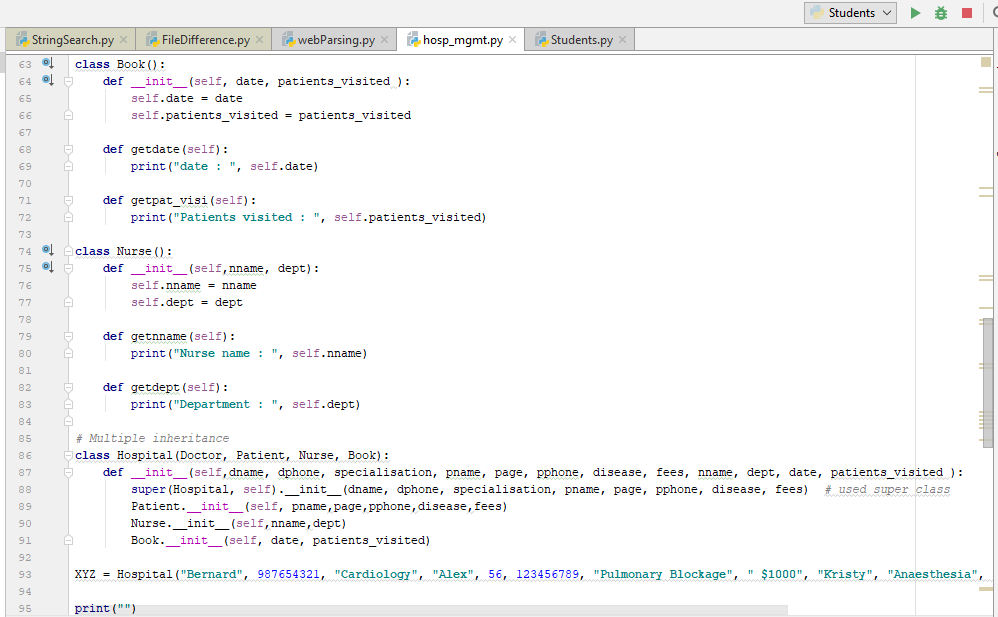 Students
StringSearch.py FileDifference.py webParsing.py hosp_mgmt.py Students.py
63 class Book():
64 def __init__(self, date, patients_visited ):
65 self.date = date
66 self.patients_visited = patients_visited
67
68 def getdate(self):
69 print("date : ", self.date)
70
71 def getpat_visi(self):
72 print("Patients visited : ", self.patients_visited)
73
74 class Nurse():
75 def __init__(self,nname, dept):
76 self.nname = nname
77 self.dept = dept
78
79 def getnname(self):
80 print("Nurse name : ", self.nname)
81
82 def getdept(self):
83 print("Department : ", self.dept)
84
85 # Multiple inheritance
86 class Hospital(Doctor, Patient, Nurse, Book):
87 def __init__(self,dname, dphone, specialisation, pname, page, pphone, disease, fees, nname, dept, date, patients_visited ):
88 super(Hospital, self).__init__(dname, dphone, specialisation, pname, page, pphone, disease, fees) # used super class
89 Patient.__init__(self, pname,page,pphone,disease,fees)
90 Nurse.__init__(self,nname,dept)
91 Book.__init__(self, date, patients_visited)
92
93 XYZ = Hospital("Bernard", 987654321, "Cardiology", "Alex", 56, 123456789, "Pulmonary Blockage", " $1000", "Kristy", "Anaesthesia",
94
95 print("")